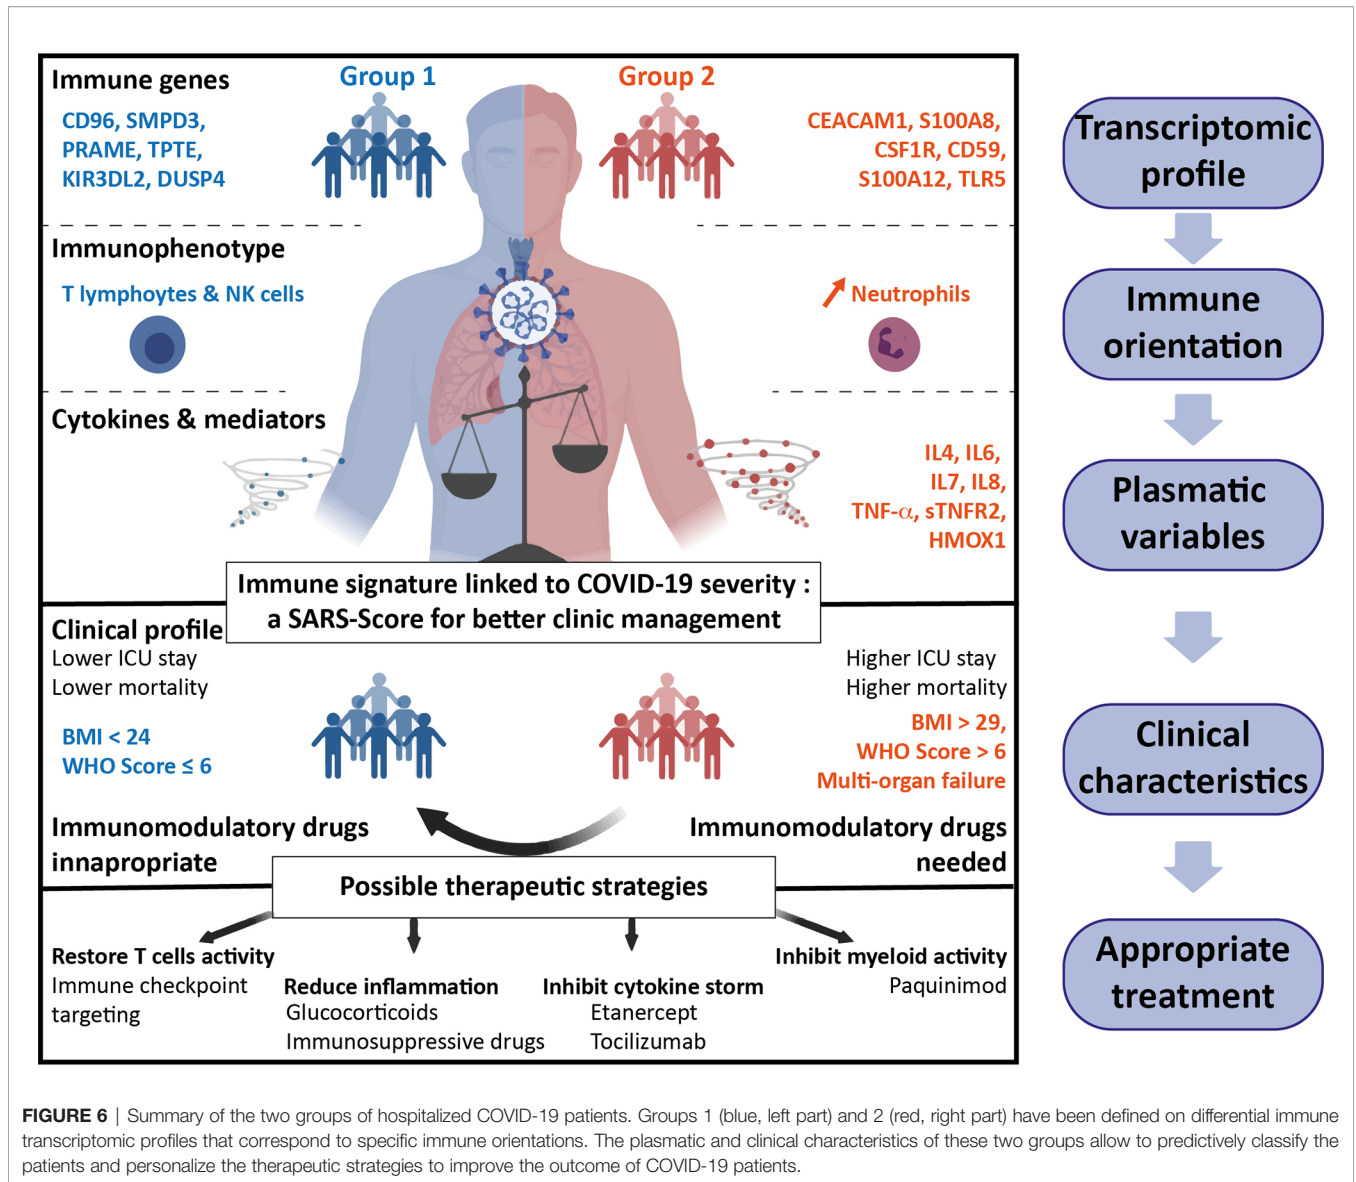 Immune genes
Group 1
Group 2
CD96, SMPD3,
PRAME, TPTE,
KIR3DL2, DUSP4
CEACAM1, S100A8,
CSF1R, CD59,
S100A12, TLR5
Immunophenotype
T lymphoytes & NK cells
Neutrophils
Cytokines & mediators
IL4, IL6,
IL7, IL8,
TNF-α, sTNFR2,
HMOX1
Immune signature linked to COVID-19 severity :
a SARS-Score for better clinic management
Clinical profile
Lower ICU stay
Lower mortality
Higher ICU stay
Higher mortality
BMI < 24
WHO Score ≤ 6
BMI > 29,
WHO Score > 6
Multi-organ failure
Immunomodulatory drugs
innapropriate
Immunomodulatory drugs
needed
Possible therapeutic strategies
Restore T cells activity
Immune checkpoint
targeting
Reduce inflammation
Glucocorticoids
Immunosuppressive drugs
Inhibit cytokine storm
Etanercept
Tocilizumab
Inhibit myeloid activity
Paquinimod
Transcriptomic
profile
Immune
orientation
Plasmatic
variables
Clinical
characteristics
Appropriate
treatment
FIGURE 6 | Summary of the two groups of hospitalized COVID-19 patients. Groups 1 (blue, left part) and 2 (red, right part) have been defined on differential immune
transcriptomic profiles that correspond to specific immune orientations. The plasmatic and clinical characteristics of these two groups allow to predictively classify the
patients and personalize the therapeutic strategies to improve the outcome of COVID-19 patients.